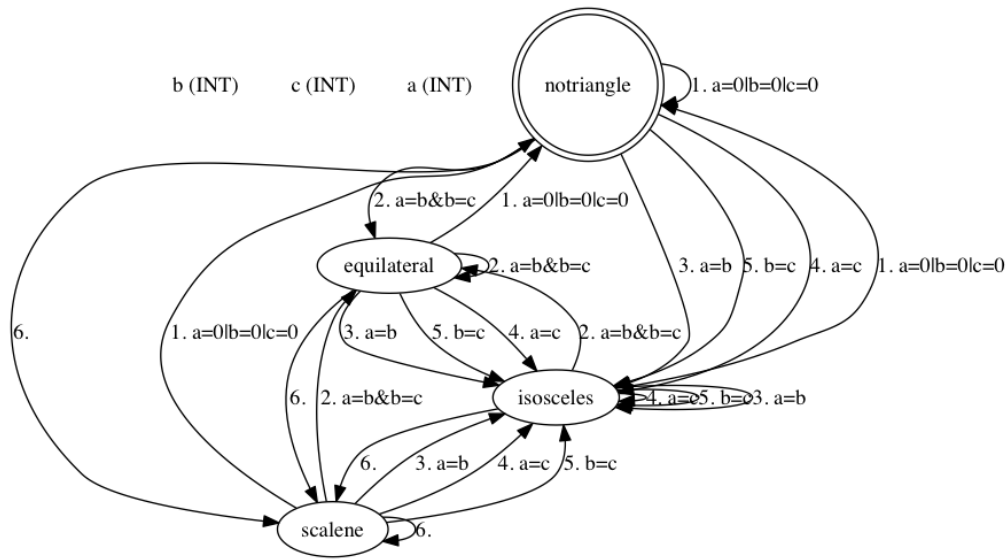 b (INT)
c (INT)
a (INT)
notriangle
1. a=0|b=0|c=0
2. a=b&b=c
1. a=0|b=0|c=0
equilateral
2. a=b&b=c
3. a=b
5. b=c
4. a=c
1. a=0|b=0|c=0
6.
1. a=0|b=0|c=0
3. a=b
5. b=c
4. a=c
2. a=b&b=c
6.
2. a=b&b=c
isosceles
4. a=c
5. b=c
3. a=b
6.
3. a=b
4. a=c
5. b=c
scalene
6.